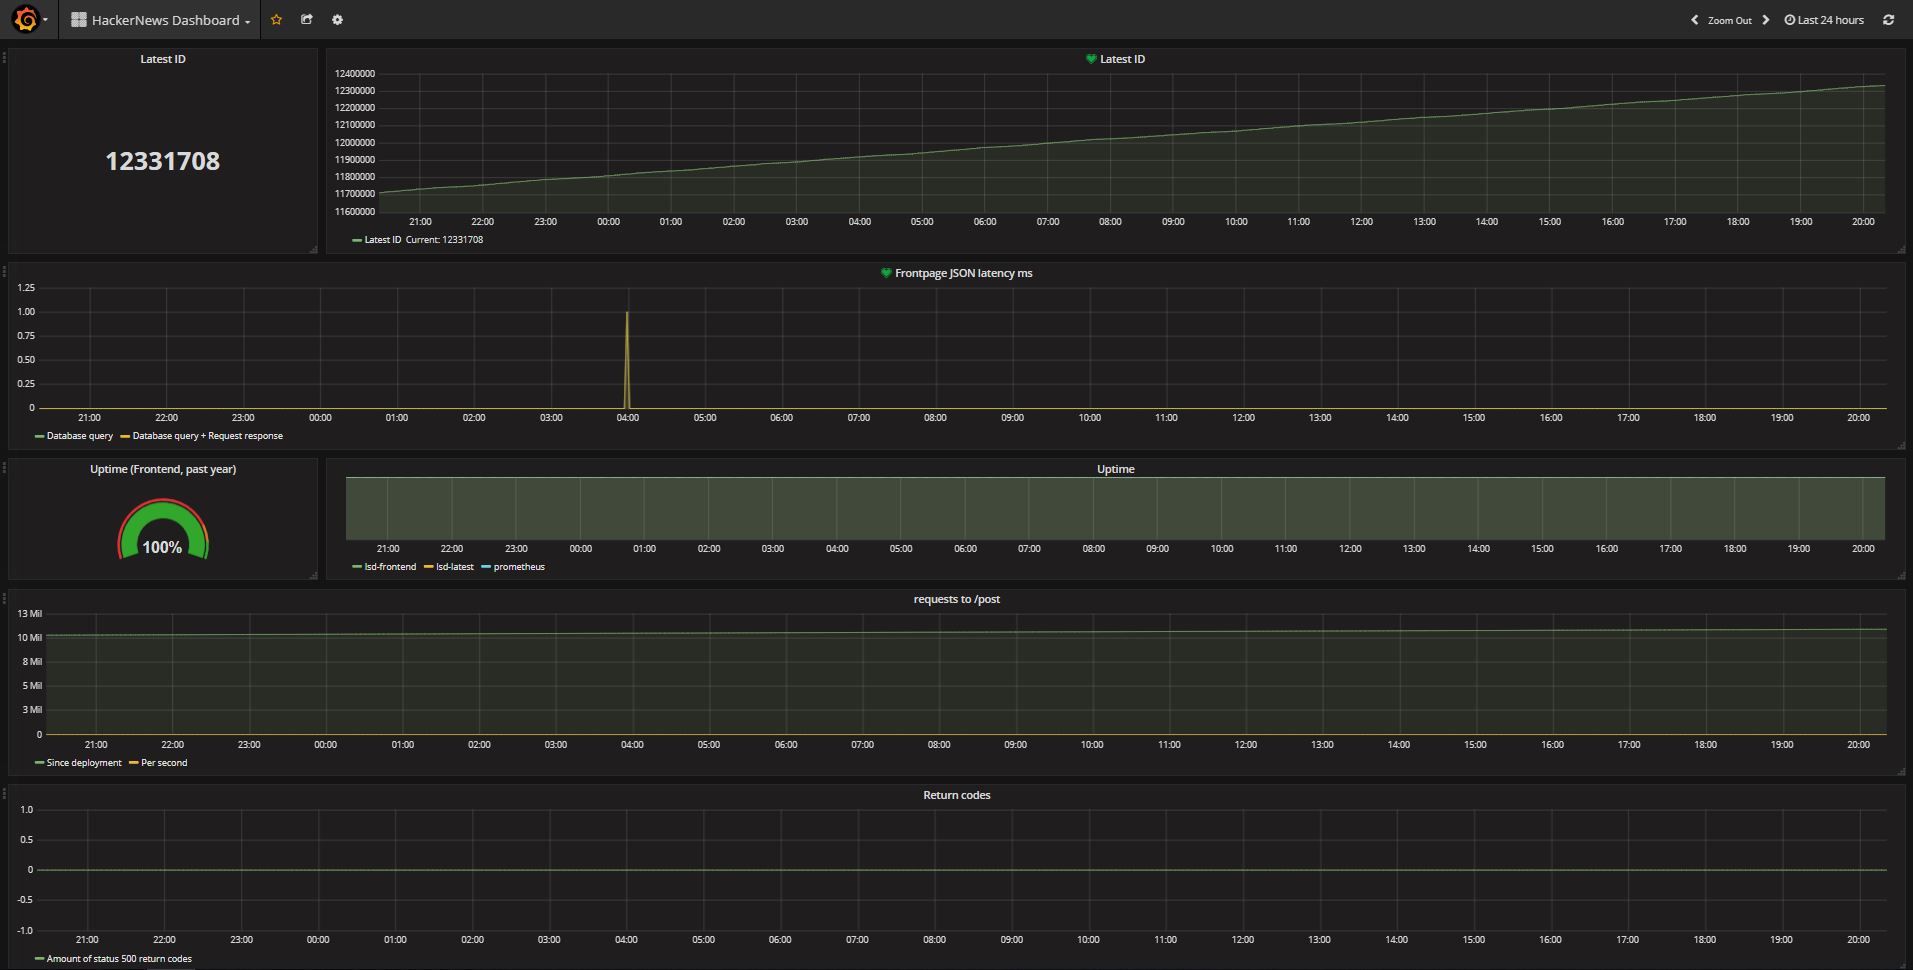 HackerNews Dashboard
Zoom Out
Last 24 hours
Latest ID
12331708
Latest ID
12400000
12300000
12200000
12100000
12000000
11900000
11800000
11700000
11600000
21:00 22:00 23:00 00:00 01:00 02:00 03:00 04:00 05:00 06:00 07:00 08:00 09:00 10:00 11:00 12:00 13:00 14:00 15:00 16:00 17:00 18:00 19:00 20:00
Latest ID Current: 12331708
Frontpage JSON latency ms
1.25
1.00
0.75
0.50
0.25
0
21:00 22:00 23:00 00:00 01:00 02:00 03:00 04:00 05:00 06:00 07:00 08:00 09:00 10:00 11:00 12:00 13:00 14:00 15:00 16:00 17:00 18:00 19:00 20:00
Database query Database query + Request response
Uptime (Frontend, past year)
100%
Uptime
21:00 22:00 23:00 00:00 01:00 02:00 03:00 04:00 05:00 06:00 07:00 08:00 09:00 10:00 11:00 12:00 13:00 14:00 15:00 16:00 17:00 18:00 19:00 20:00
lsd-frontend lsd-latest prometheus
requests to /post
13 Mil
10 Mil
8 Mil
5 Mil
3 Mil
0
21:00 22:00 23:00 00:00 01:00 02:00 03:00 04:00 05:00 06:00 07:00 08:00 09:00 10:00 11:00 12:00 13:00 14:00 15:00 16:00 17:00 18:00 19:00 20:00
Since deployment Per second
Return codes
1.0
0.5
0
-0.5
-1.0
21:00 22:00 23:00 00:00 01:00 02:00 03:00 04:00 05:00 06:00 07:00 08:00 09:00 10:00 11:00 12:00 13:00 14:00 15:00 16:00 17:00 18:00 19:00 20:00
Amount of status 500 return codes